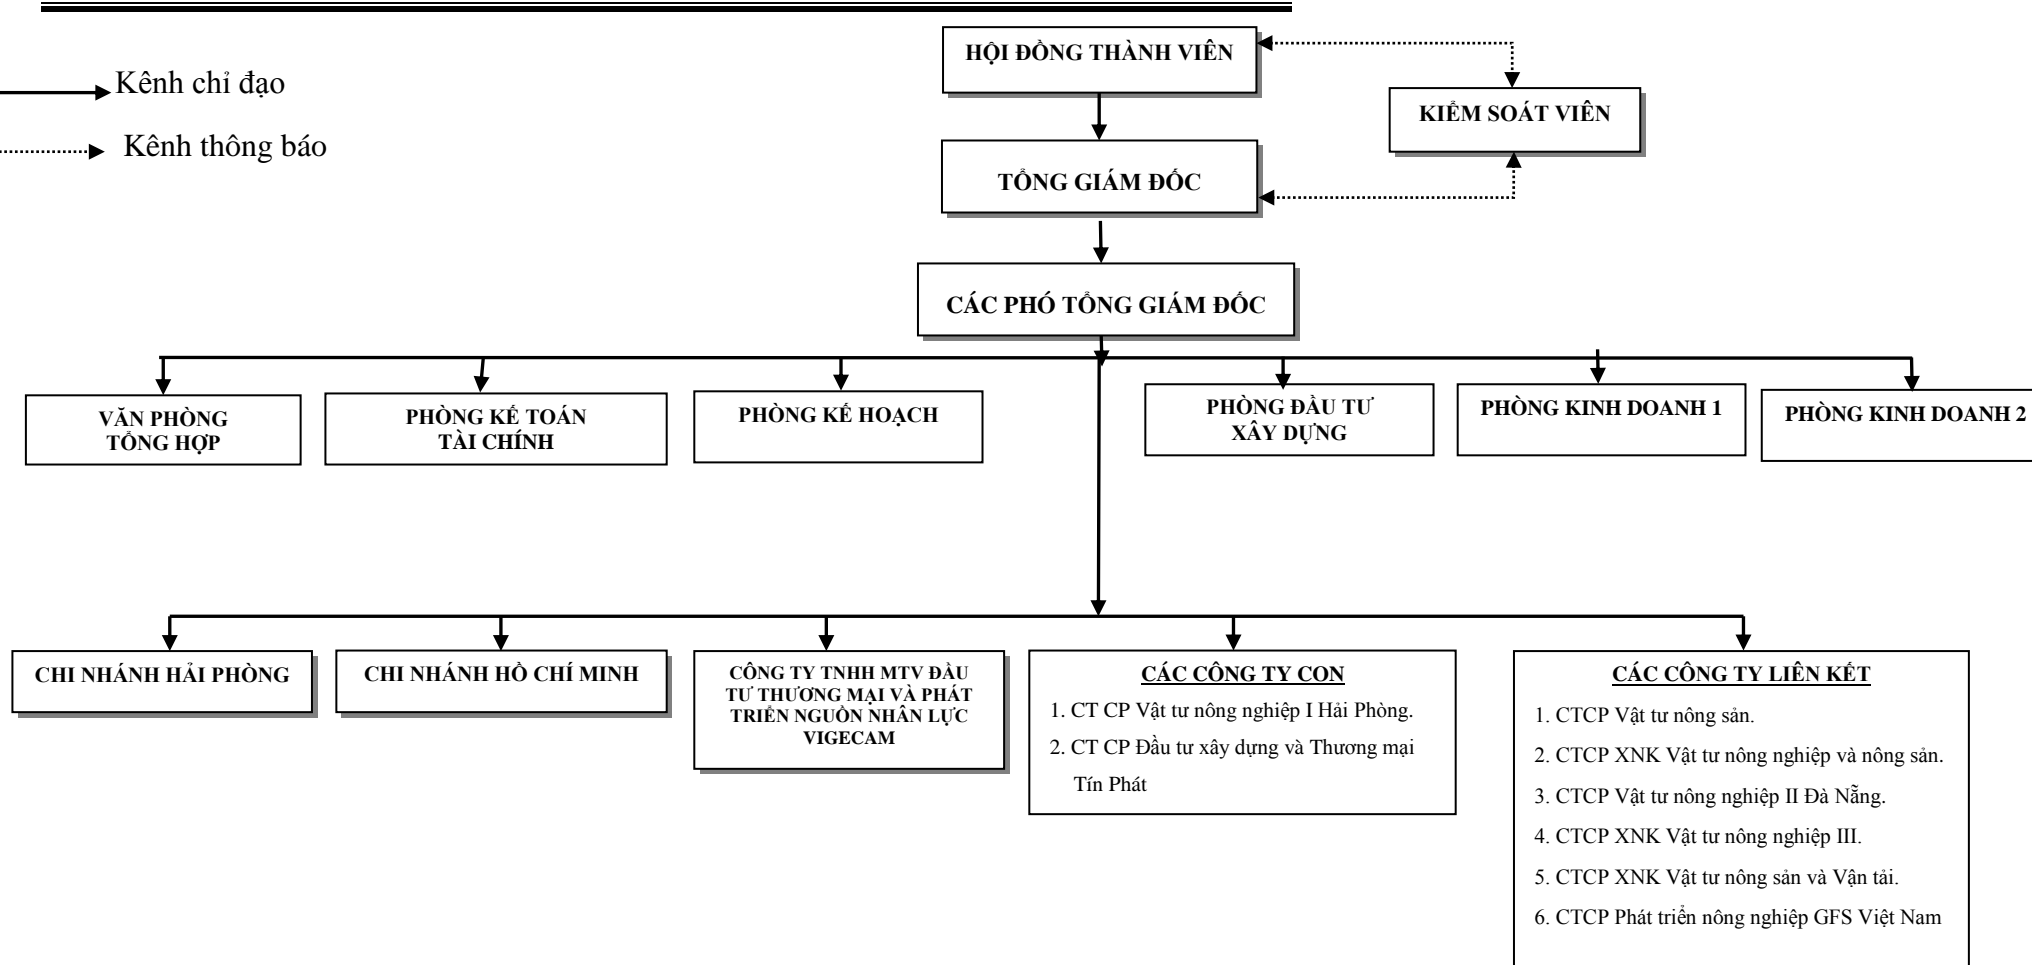 HỘI ĐỒNG THÀNH VIÊN
Kênh chỉ đạo
KIỂM SOÁT VIÊN
Kênh thông báo
TỔNG GIÁM ĐỐC
CÁC PHÓ TỔNG GIÁM ĐỐC
VĂN PHÒNG
TỔNG HỢP
PHÒNG KẾ TOÁN
TÀI CHÍNH
PHÒNG KẾ HOẠCH
PHÒNG ĐẦU TƯ
XÂY DỰNG
PHÒNG KINH DOANH 1
PHÒNG KINH DOANH 2
CHI NHÁNH HẢI PHÒNG
CHI NHÁNH HỒ CHÍ MINH
CÔNG TY TNHH MTV ĐẦU
TƯ THƯƠNG MẠI VÀ PHÁT
TRIỂN NGUỒN NHÂN LỰC
VIGECAM
CÁC CÔNG TY CON
1. CT CP Vật tư nông nghiệp I Hải Phòng.
2. CT CP Đầu tư xây dựng và Thương mại
Tín Phát
CÁC CÔNG TY LIÊN KẾT
1. CTCP Vật tư nông sản.
2. CTCP XNK Vật tư nông nghiệp và nông sản.
3. CTCP Vật tư nông nghiệp II Đà Nẵng.
4. CTCP XNK Vật tư nông nghiệp III.
5. CTCP XNK Vật tư nông sản và Vận tải.
6. CTCP Phát triển nông nghiệp GFS Việt Nam